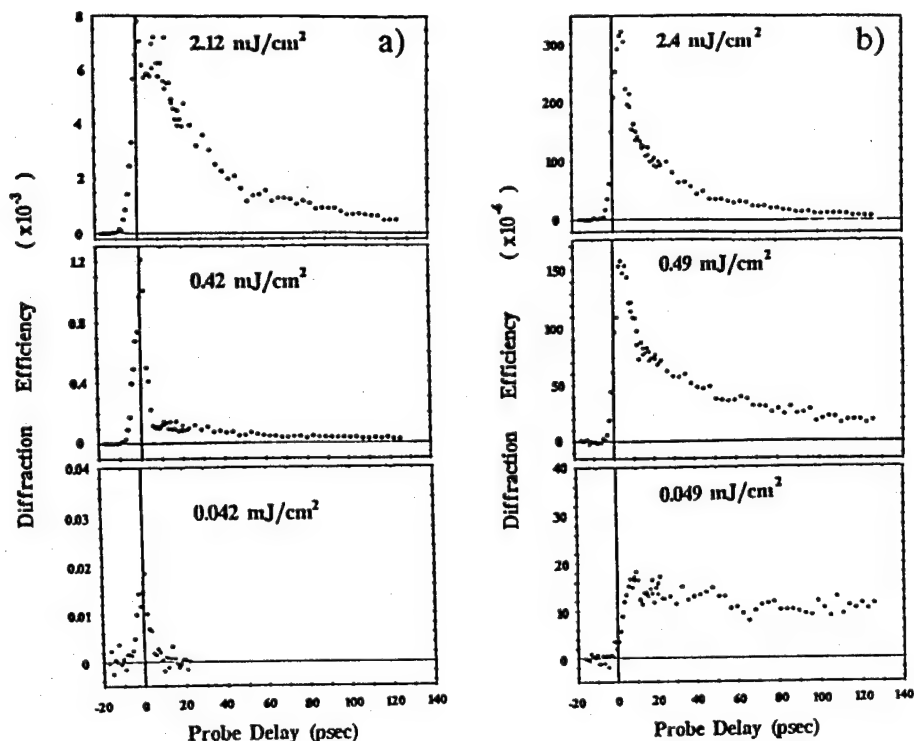 a)
2.12 mJ/cm²
8
6
4
2
0
0.42 mJ/cm²
1.2
0.8
0.4
0
0.042 mJ/cm²
0.04
0.03
0.02
0.01
0
-20 0 20 40 60 80 100 120 140
Probe Delay (psec)
Diffraction Efficiency (x10⁻³)
b)
2.4 mJ/cm²
300
200
100
0
0.49 mJ/cm²
150
100
50
0
0.049 mJ/cm²
40
30
20
10
0
-20 0 20 40 60 80 100 120 140
Probe Delay (psec)
Diffraction Efficiency (x10⁻⁶)